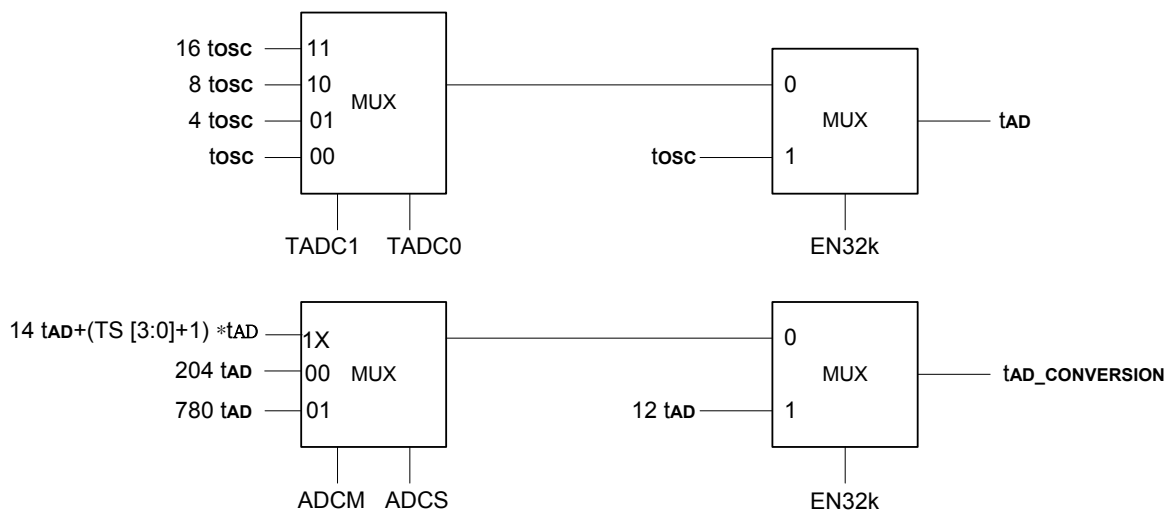 16 tosc 11
8 tosc 10 0
MUX MUX
4 tosc 01 tAD
tosc 00 tosc 1
TADC1 TADC0 EN32k
14 tAD+(TS [3:0]+1) *tAD 1X 0
204 tAD 00 MUX MUX tAD_CONVERSION
780 tAD 01 12 tAD 1
ADCM ADCS EN32k